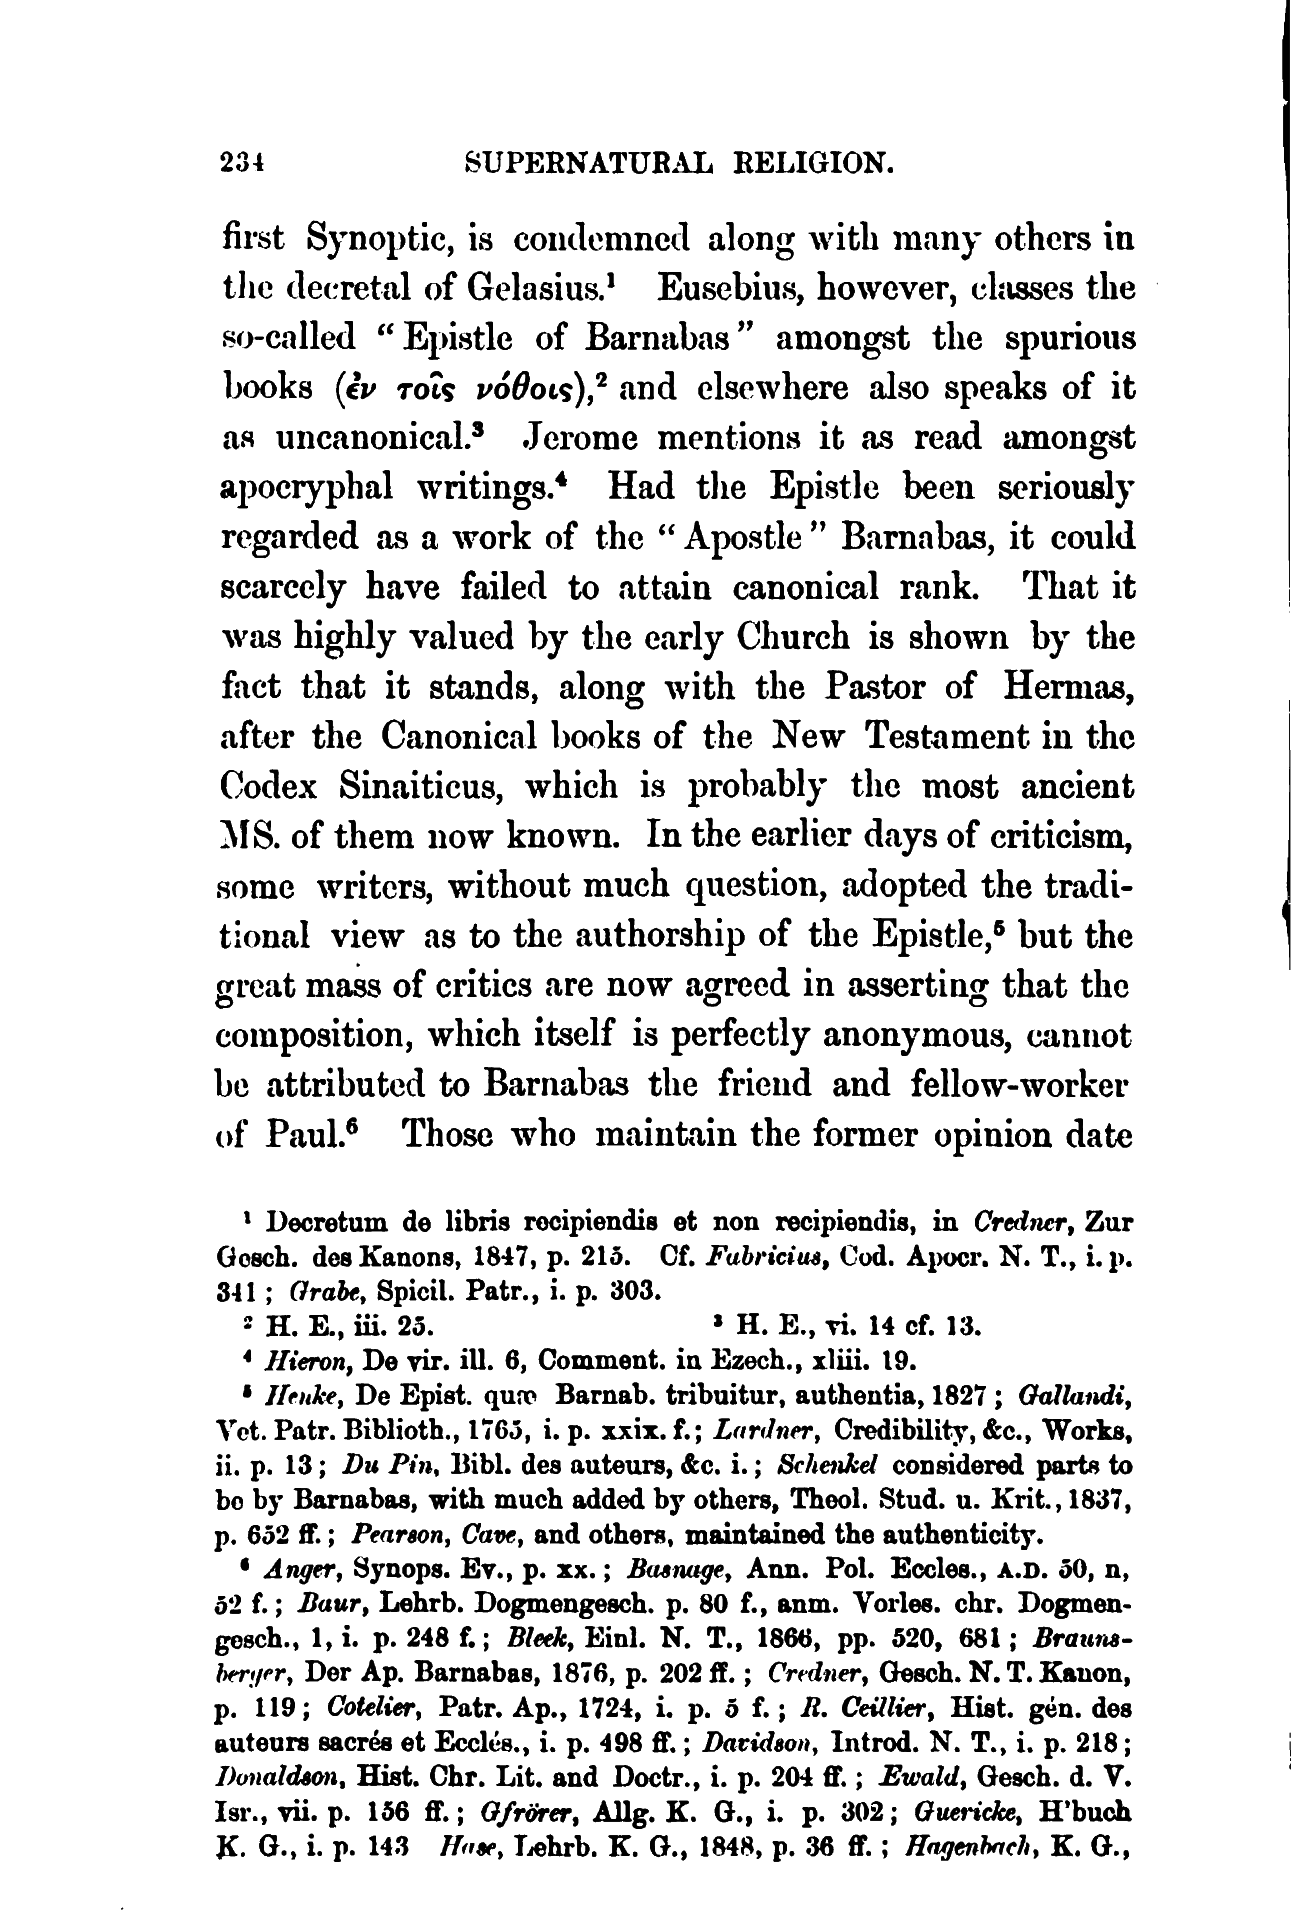 234 SUPERNATURAL RELIGION.
first Synoptic, is condemned along with many others in
the decretal of Gelasius.¹ Eusebius, however, classes the
so-called “Epistle of Barnabas” amongst the spurious
books (ἐν τοῖς νόθοις),² and elsewhere also speaks of it
as uncanonical.³ Jerome mentions it as read amongst
apocryphal writings.⁴ Had the Epistle been seriously
regarded as a work of the “Apostle” Barnabas, it could
scarcely have failed to attain canonical rank. That it
was highly valued by the early Church is shown by the
fact that it stands, along with the Pastor of Hermas,
after the Canonical books of the New Testament in the
Codex Sinaiticus, which is probably the most ancient
MS. of them now known. In the earlier days of criticism,
some writers, without much question, adopted the tradi-
tional view as to the authorship of the Epistle,⁵ but the
great mass of critics are now agreed in asserting that the
composition, which itself is perfectly anonymous, cannot
be attributed to Barnabas the friend and fellow-worker
of Paul.⁶ Those who maintain the former opinion date
¹ Decretum de libris recipiendis et non recipiendis, in Credner, Zur
Gesch. des Kanons, 1847, p. 215. Cf. Fabricius, Cod. Apocr. N. T., i. p.
341 ; Grabe, Spicil. Patr., i. p. 303.
² H. E., iii. 25. ³ H. E., vi. 14 cf. 13.
⁴ Hieron, De vir. ill. 6, Comment. in Ezech., xliii. 19.
⁵ Henke, De Epist. quæ Barnab. tribuitur, authentia, 1827 ; Gallandi,
Vet. Patr. Biblioth., 1765, i. p. xxix. f.; Lardner, Credibility, &c., Works,
ii. p. 13 ; Du Pin, Bibl. des auteurs, &c. i. ; Schenkel considered parts to
be by Barnabas, with much added by others, Theol. Stud. u. Krit., 1837,
p. 652 ff. ; Pearson, Cave, and others, maintained the authenticity.
⁶ Anger, Synops. Ev., p. xx. ; Basnage, Ann. Pol. Eccles., A.D. 50, n,
52 f. ; Baur, Lehrb. Dogmengesch. p. 80 f., anm. Vorles. chr. Dogmen-
gesch., 1, i. p. 248 f. ; Bleek, Einl. N. T., 1866, pp. 520, 681 ; Brauns-
berger, Der Ap. Barnabas, 1876, p. 202 ff. ; Credner, Gesch. N. T. Kanon,
p. 119 ; Cotelier, Patr. Ap., 1724, i. p. 5 f. ; R. Ceillier, Hist. gén. des
auteurs sacrés et Ecclés., i. p. 498 ff. ; Davidson, Introd. N. T., i. p. 218 ;
Donaldson, Hist. Chr. Lit. and Doctr., i. p. 204 ff. ; Ewald, Gesch. d. V.
Isr., vii. p. 156 ff. ; Gfrörer, Allg. K. G., i. p. 302 ; Guericke, H’buch
K. G., i. p. 143 Hase, Lehrb. K. G., 1848, p. 36 ff. ; Hagenbach, K. G.,